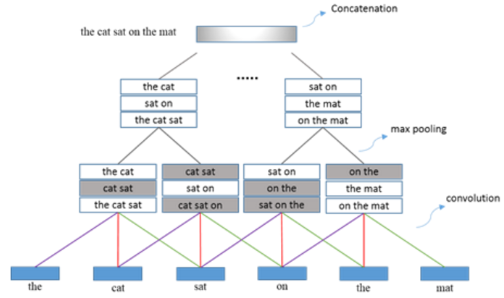 Concatenation
the cat sat on the mat
.....
the cat
sat on
the cat sat
sat on
the mat
on the mat
max pooling
the cat
cat sat
the cat sat
cat sat
sat on
cat sat on
sat on
on the
sat on the
on the
the mat
on the mat
convolution
the cat sat on the mat